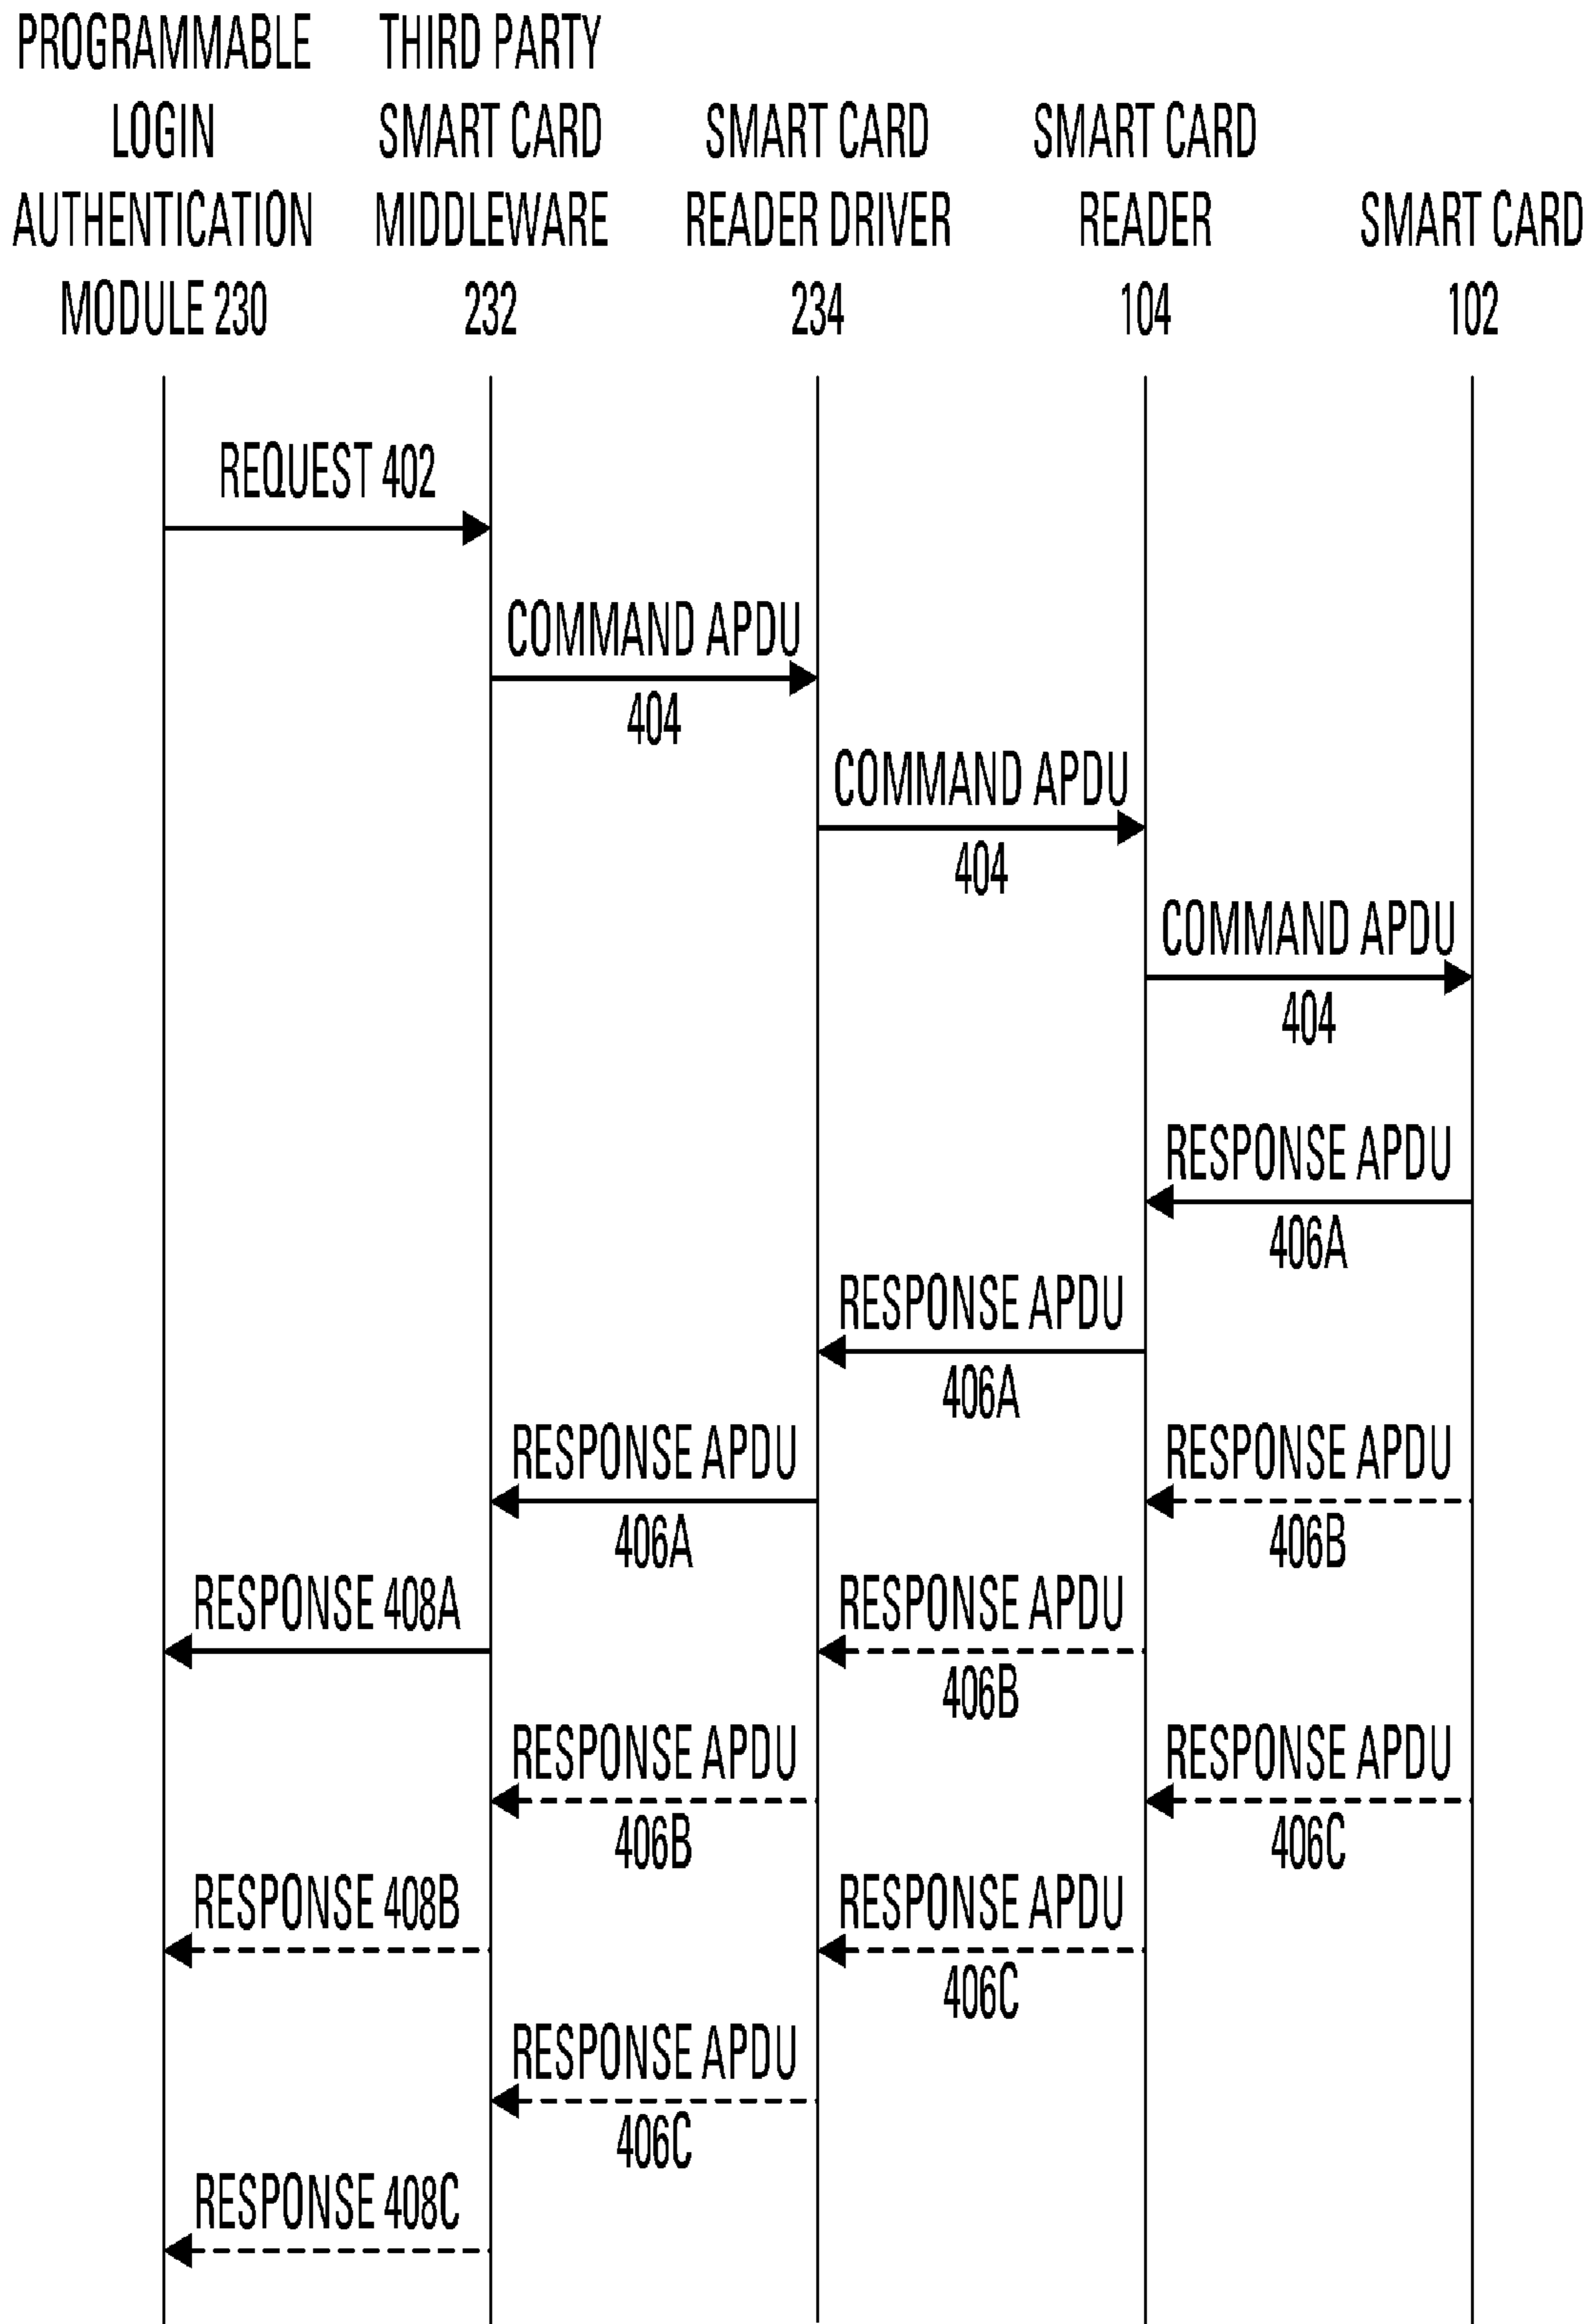 PROGRAMMABLE
LOGIN
AUTHENTICATION
MODULE 230
THIRD PARTY
SMART CARD
MIDDLEWARE
232
SMART CARD
READER DRIVER
234
SMART CARD
READER
104
SMART CARD
102
REQUEST 402
COMMAND APDU
404
COMMAND APDU
404
COMMAND APDU
404
RESPONSE APDU
406A
RESPONSE APDU
406A
RESPONSE APDU
406A
RESPONSE APDU
406B
RESPONSE 408A
RESPONSE APDU
406B
RESPONSE APDU
406B
RESPONSE APDU
406C
RESPONSE 408B
RESPONSE APDU
406C
RESPONSE APDU
406C
RESPONSE 408C